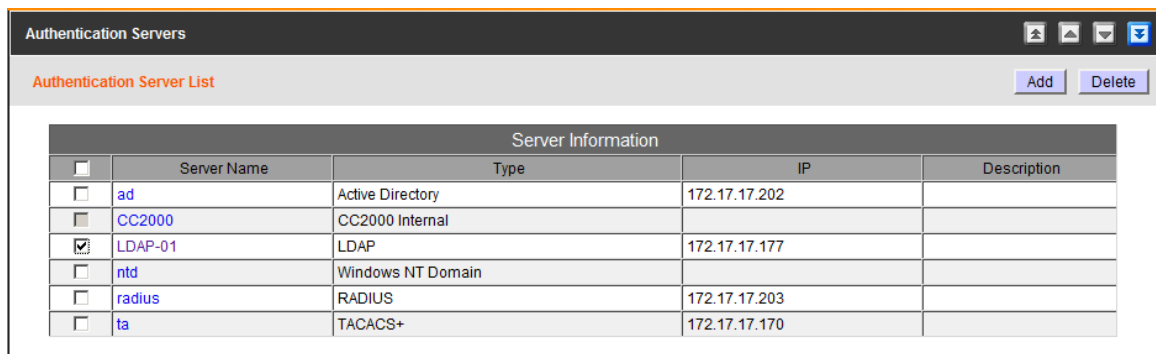 Authentication Servers
Authentication Server List
Add Delete
Server Information
Server Name Type IP Description
ad Active Directory 172.17.17.202
CC2000 CC2000 Internal
LDAP-01 LDAP 172.17.17.177
ntd Windows NT Domain
radius RADIUS 172.17.17.203
ta TACACS+ 172.17.17.170